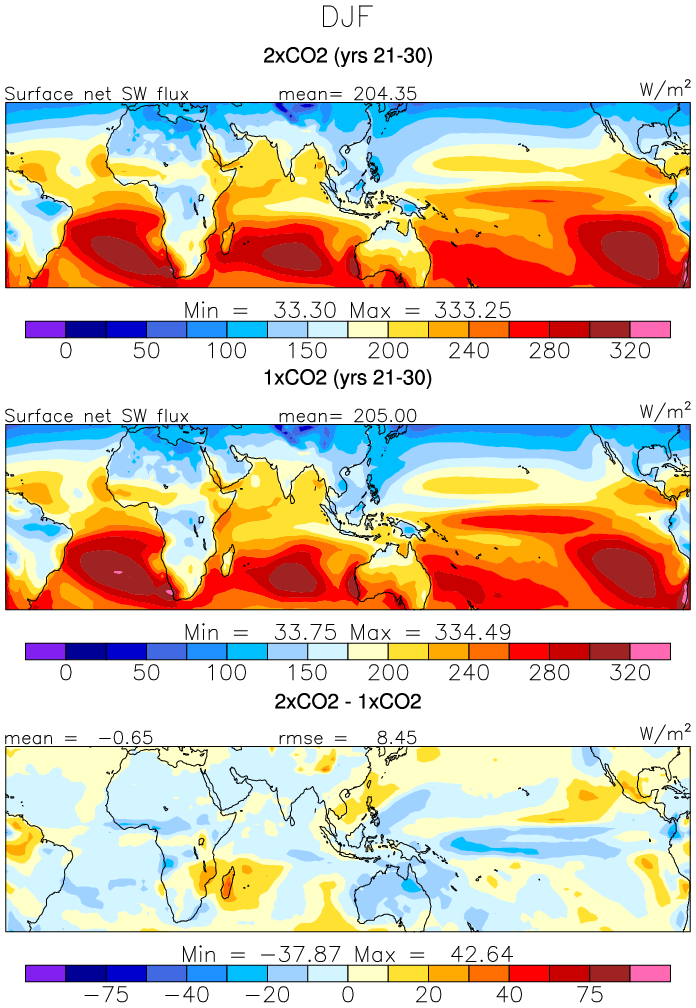 DJF
2xCO2 (yrs 21-30)
Surface net SW flux mean= 204.35 W/m²
Min = 33.30 Max = 333.25
0 50 100 150 200 240 280 320
1xCO2 (yrs 21-30)
Surface net SW flux mean= 205.00 W/m²
Min = 33.75 Max = 334.49
0 50 100 150 200 240 280 320
2xCO2 - 1xCO2
mean = -0.65 rmse = 8.45 W/m²
Min = -37.87 Max = 42.64
-75 -40 -20 0 20 40 75